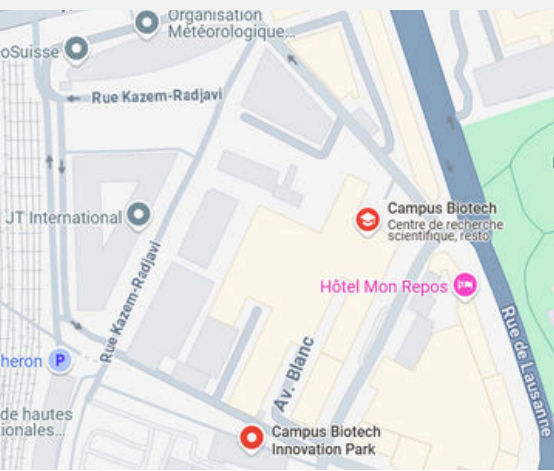 Organisation
Météorologique...
oSuisse
Rue Kazem-Radjavi
JT International
Campus Biotech
Centre de recherche
scientifique, resto
Hôtel Mon Repos
Rue Kazem-Radjavi
Rue de Lausanne
Av. Blanc
heron P
de hautes
ionales...
Campus Biotech
Innovation Park